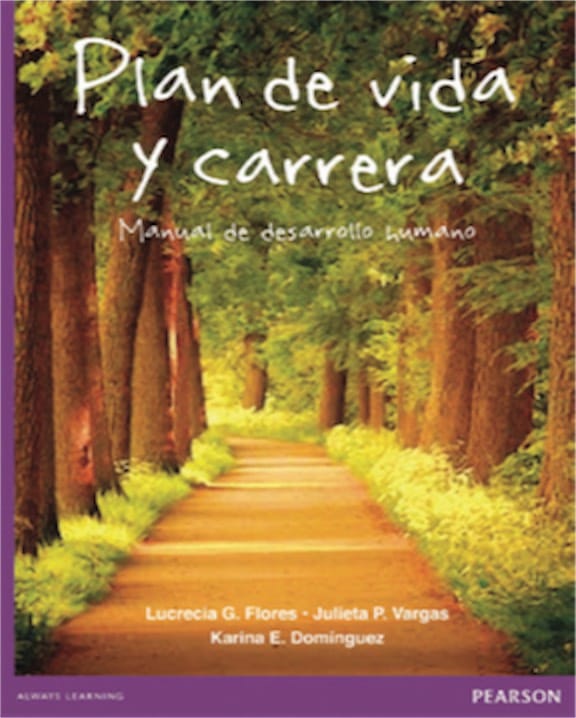 Plan de vida
y carrera
Manual de desarrollo humano
Lucrecia G. Flores · Julieta P. Vargas
Karina E. Domínguez
ALWAYS LEARNING
PEARSON